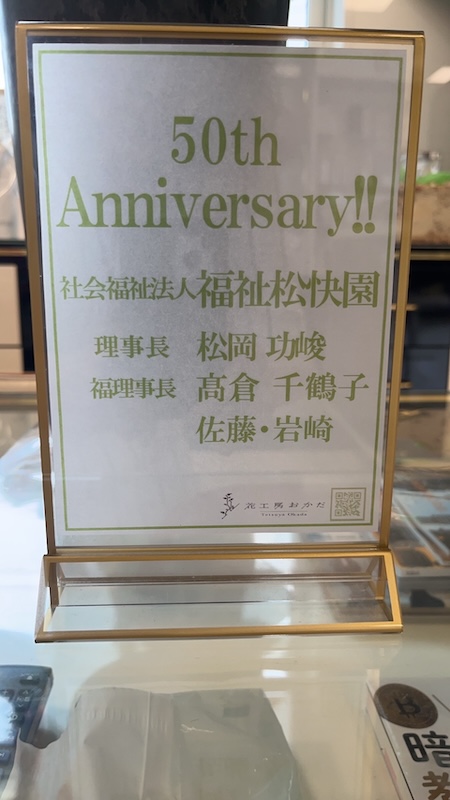 50th
Anniversary!!
社会福祉法人福祉松快園
理事長 松岡 功峻
福理事長 髙倉 千鶴子
佐藤・岩崎
花工房おかだ
暗